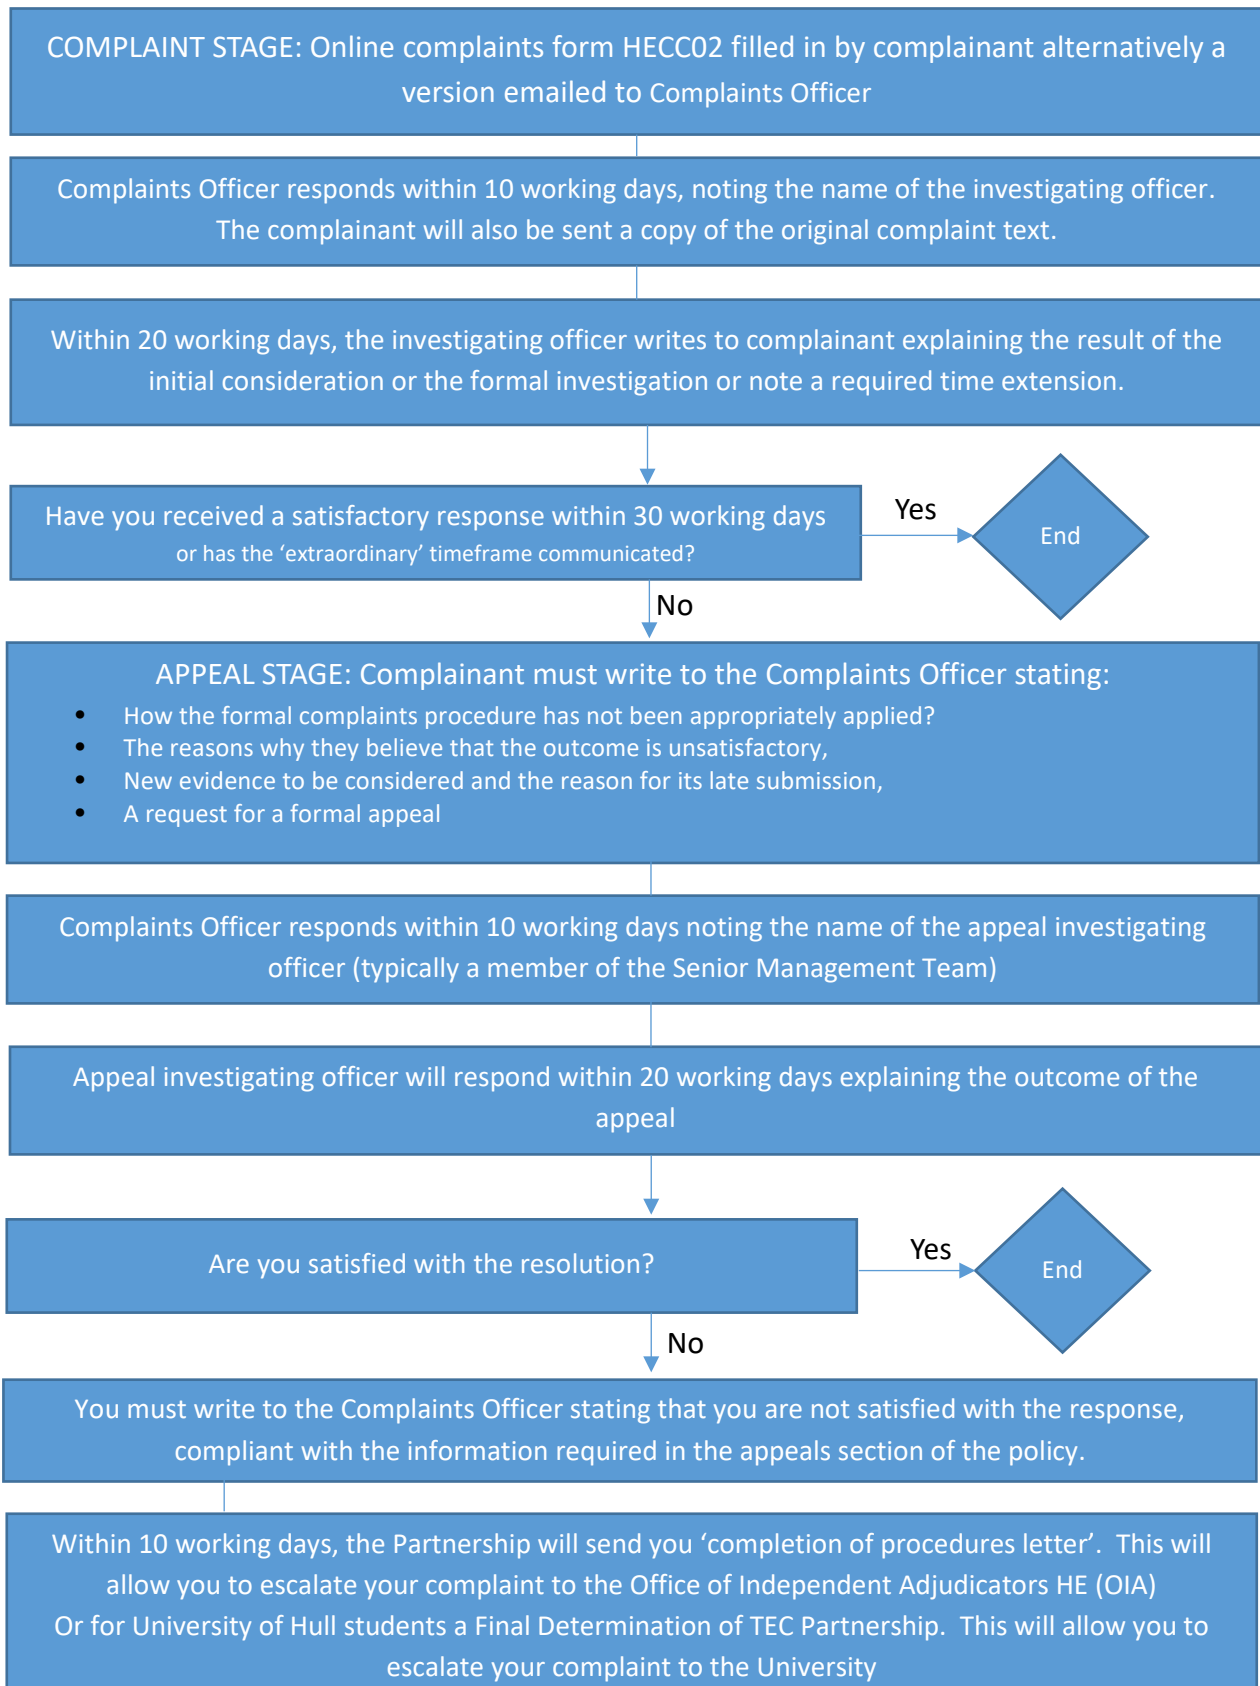 COMPLAINT STAGE: Online complaints form HECC02 filled in by complainant alternatively a
version emailed to Complaints Officer
Complaints Officer responds within 10 working days, noting the name of the investigating officer.
The complainant will also be sent a copy of the original complaint text.
Within 20 working days, the investigating officer writes to complainant explaining the result of the
initial consideration or the formal investigation or note a required time extension.
Have you received a satisfactory response within 30 working days
or has the ‘extraordinary’ timeframe communicated?
Yes
End
No
APPEAL STAGE: Complainant must write to the Complaints Officer stating:
• How the formal complaints procedure has not been appropriately applied?
• The reasons why they believe that the outcome is unsatisfactory,
• New evidence to be considered and the reason for its late submission,
• A request for a formal appeal
Complaints Officer responds within 10 working days noting the name of the appeal investigating
officer (typically a member of the Senior Management Team)
Appeal investigating officer will respond within 20 working days explaining the outcome of the
appeal
Are you satisfied with the resolution?
Yes
End
No
You must write to the Complaints Officer stating that you are not satisfied with the response,
compliant with the information required in the appeals section of the policy.
Within 10 working days, the Partnership will send you ‘completion of procedures letter’.  This will
allow you to escalate your complaint to the Office of Independent Adjudicators HE (OIA)
Or for University of Hull students a Final Determination of TEC Partnership.  This will allow you to
escalate your complaint to the University